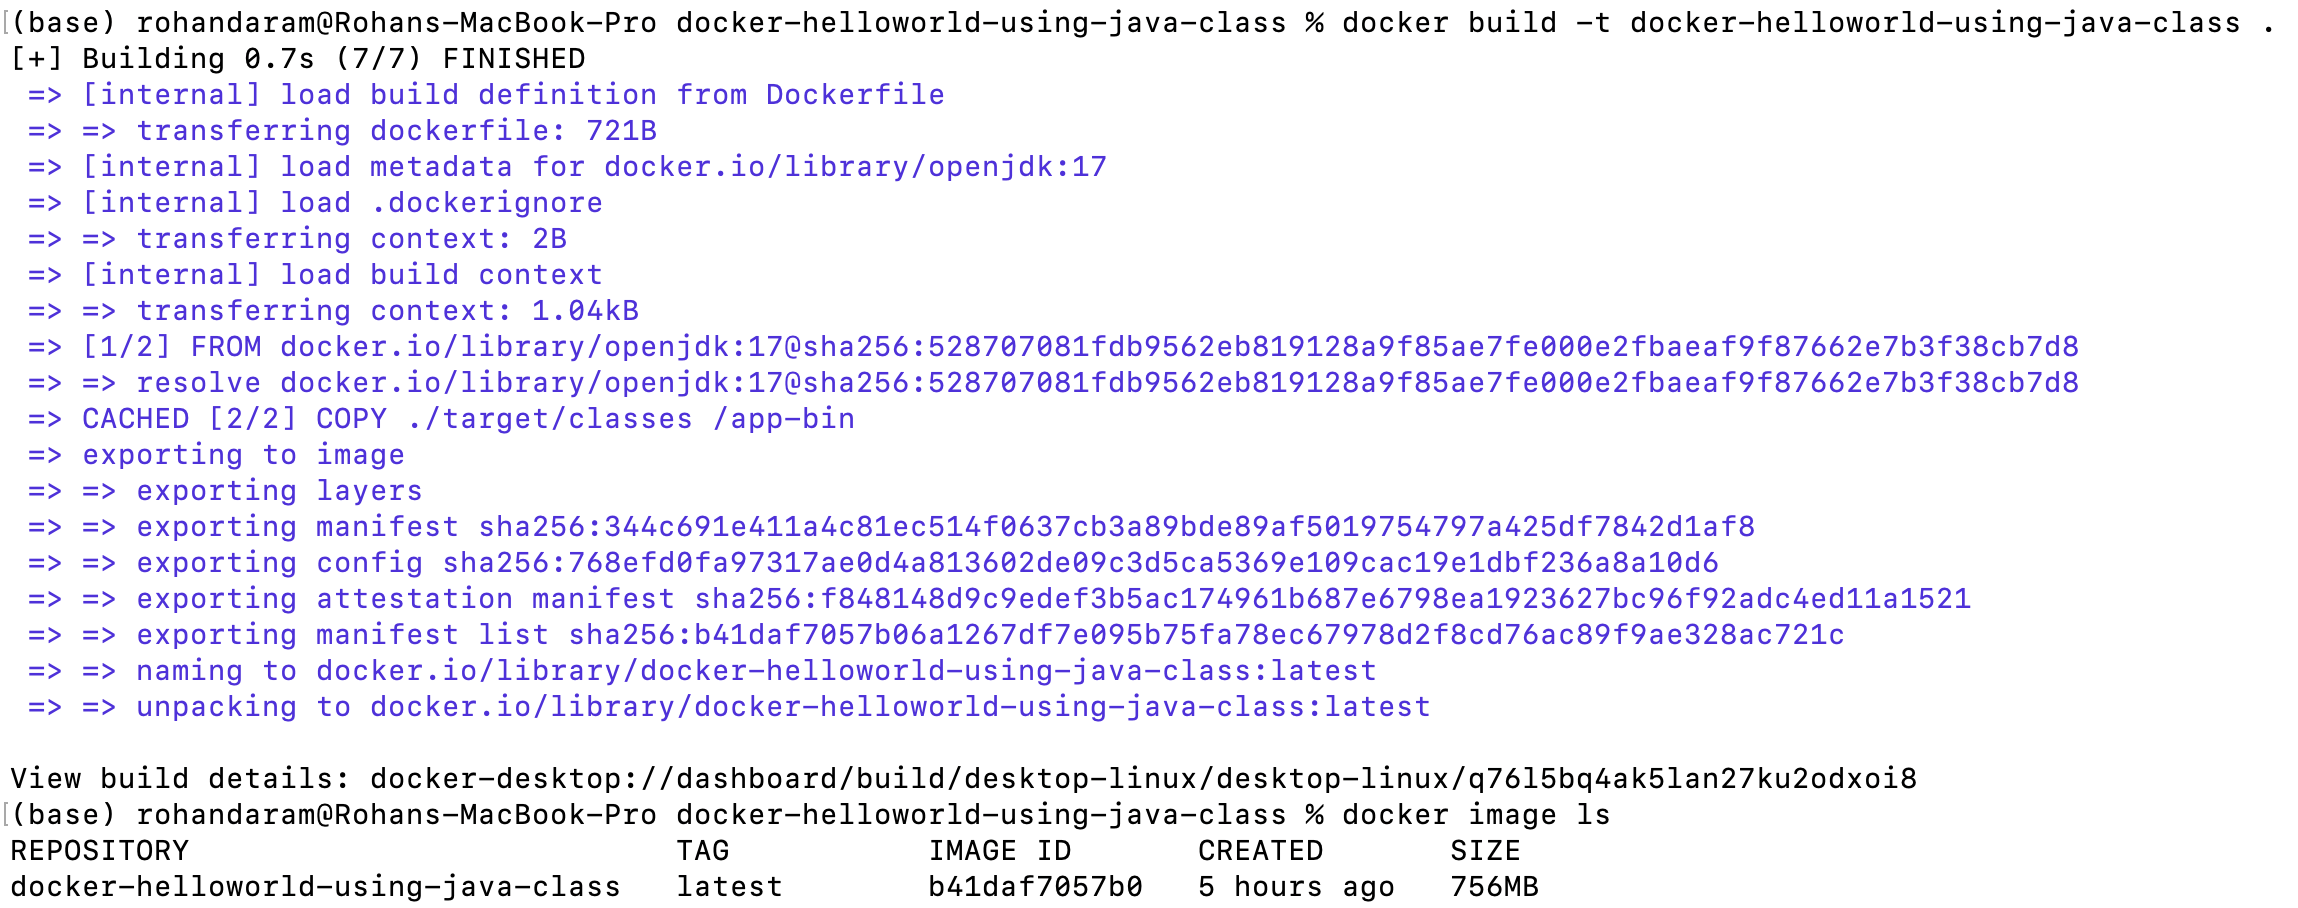 (base) rohandaram@Rohans-MacBook-Pro docker-helloworld-using-java-class % docker build -t docker-helloworld-using-java-class .
[+] Building 0.7s (7/7) FINISHED
=> [internal] load build definition from Dockerfile
=> => transferring dockerfile: 721B
=> [internal] load metadata for docker.io/library/openjdk:17
=> [internal] load .dockerignore
=> => transferring context: 2B
=> [internal] load build context
=> => transferring context: 1.04kB
=> [1/2] FROM docker.io/library/openjdk:17@sha256:528707081fdb9562eb819128a9f85ae7fe000e2fbaeaf9f87662e7b3f38cb7d8
=> => resolve docker.io/library/openjdk:17@sha256:528707081fdb9562eb819128a9f85ae7fe000e2fbaeaf9f87662e7b3f38cb7d8
=> CACHED [2/2] COPY ./target/classes /app-bin
=> exporting to image
=> => exporting layers
=> => exporting manifest sha256:344c691e411a4c81ec514f0637cb3a89bde89af5019754797a425df7842d1af8
=> => exporting config sha256:768efd0fa97317ae0d4a813602de09c3d5ca5369e109cac19e1dbf236a8a10d6
=> => exporting attestation manifest sha256:f848148d9c9edef3b5ac174961b687e6798ea1923627bc96f92adc4ed11a1521
=> => exporting manifest list sha256:b41daf7057b06a1267df7e095b75fa78ec67978d2f8cd76ac89f9ae328ac721c
=> => naming to docker.io/library/docker-helloworld-using-java-class:latest
=> => unpacking to docker.io/library/docker-helloworld-using-java-class:latest
View build details: docker-desktop://dashboard/build/desktop-linux/desktop-linux/q76l5bq4ak5lan27ku2odxoi8
(base) rohandaram@Rohans-MacBook-Pro docker-helloworld-using-java-class % docker image ls
REPOSITORY TAG IMAGE ID CREATED SIZE
docker-helloworld-using-java-class latest b41daf7057b0 5 hours ago 756MB